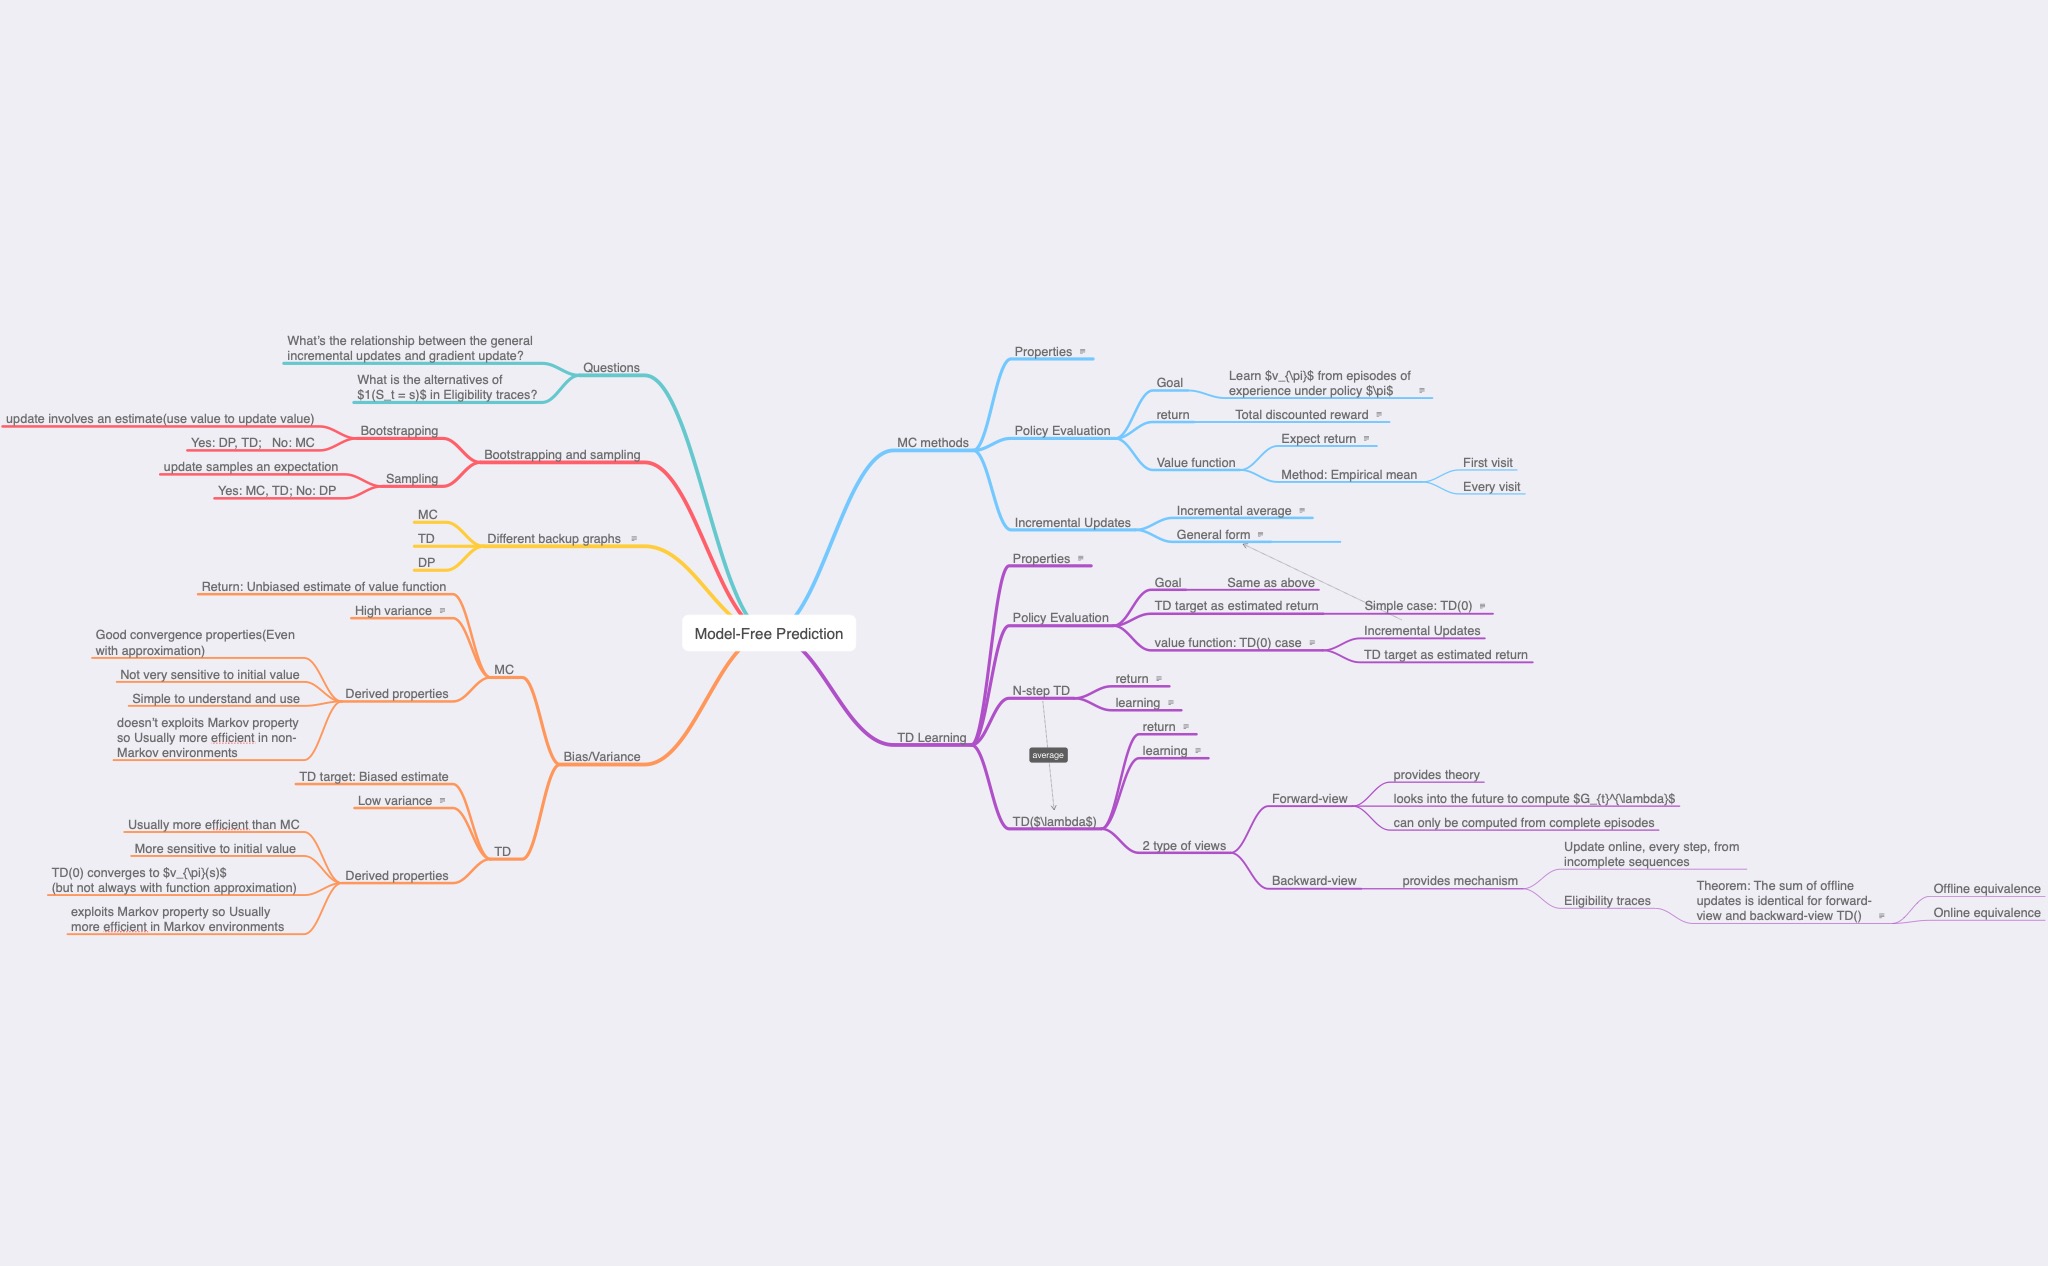 Model-Free Prediction
Questions
What's the relationship between the general
incremental updates and gradient update?
What is the alternatives of
$1(S_t = s)$ in Eligibility traces?
Bootstrapping and sampling
Bootstrapping
update involves an estimate(use value to update value)
Yes: DP, TD;   No: MC
Sampling
update samples an expectation
Yes: MC, TD; No: DP
Different backup graphs
MC
TD
DP
Bias/Variance
MC
Return: Unbiased estimate of value function
High variance
Derived properties
Good convergence properties(Even
with approximation)
Not very sensitive to initial value
Simple to understand and use
doesn't exploits Markov property
so Usually more efficient in non-
Markov environments
TD
TD target: Biased estimate
Low variance
Derived properties
Usually more efficient than MC
More sensitive to initial value
TD(0) converges to $v_{\pi}(s)$
(but not always with function approximation)
exploits Markov property so Usually
more efficient in Markov environments
MC methods
Properties
Policy Evaluation
Goal
Learn $v_{\pi}$ from episodes of
experience under policy $\pi$
return
Total discounted reward
Value function
Expect return
Method: Empirical mean
First visit
Every visit
Incremental Updates
Incremental average
General form
TD Learning
Properties
Policy Evaluation
Goal
Same as above
TD target as estimated return
Simple case: TD(0)
value function: TD(0) case
Incremental Updates
TD target as estimated return
N-step TD
return
learning
average
TD($\lambda$)
return
learning
2 type of views
Forward-view
provides theory
looks into the future to compute $G_{t}^{\lambda}$
can only be computed from complete episodes
Backward-view
provides mechanism
Update online, every step, from
incomplete sequences
Eligibility traces
Theorem: The sum of offline
updates is identical for forward-
view and backward-view TD()
Offline equivalence
Online equivalence